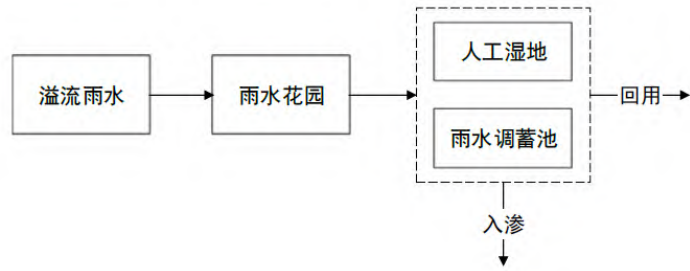 溢流雨水
雨水花园
人工湿地
雨水调蓄池
回用
入渗